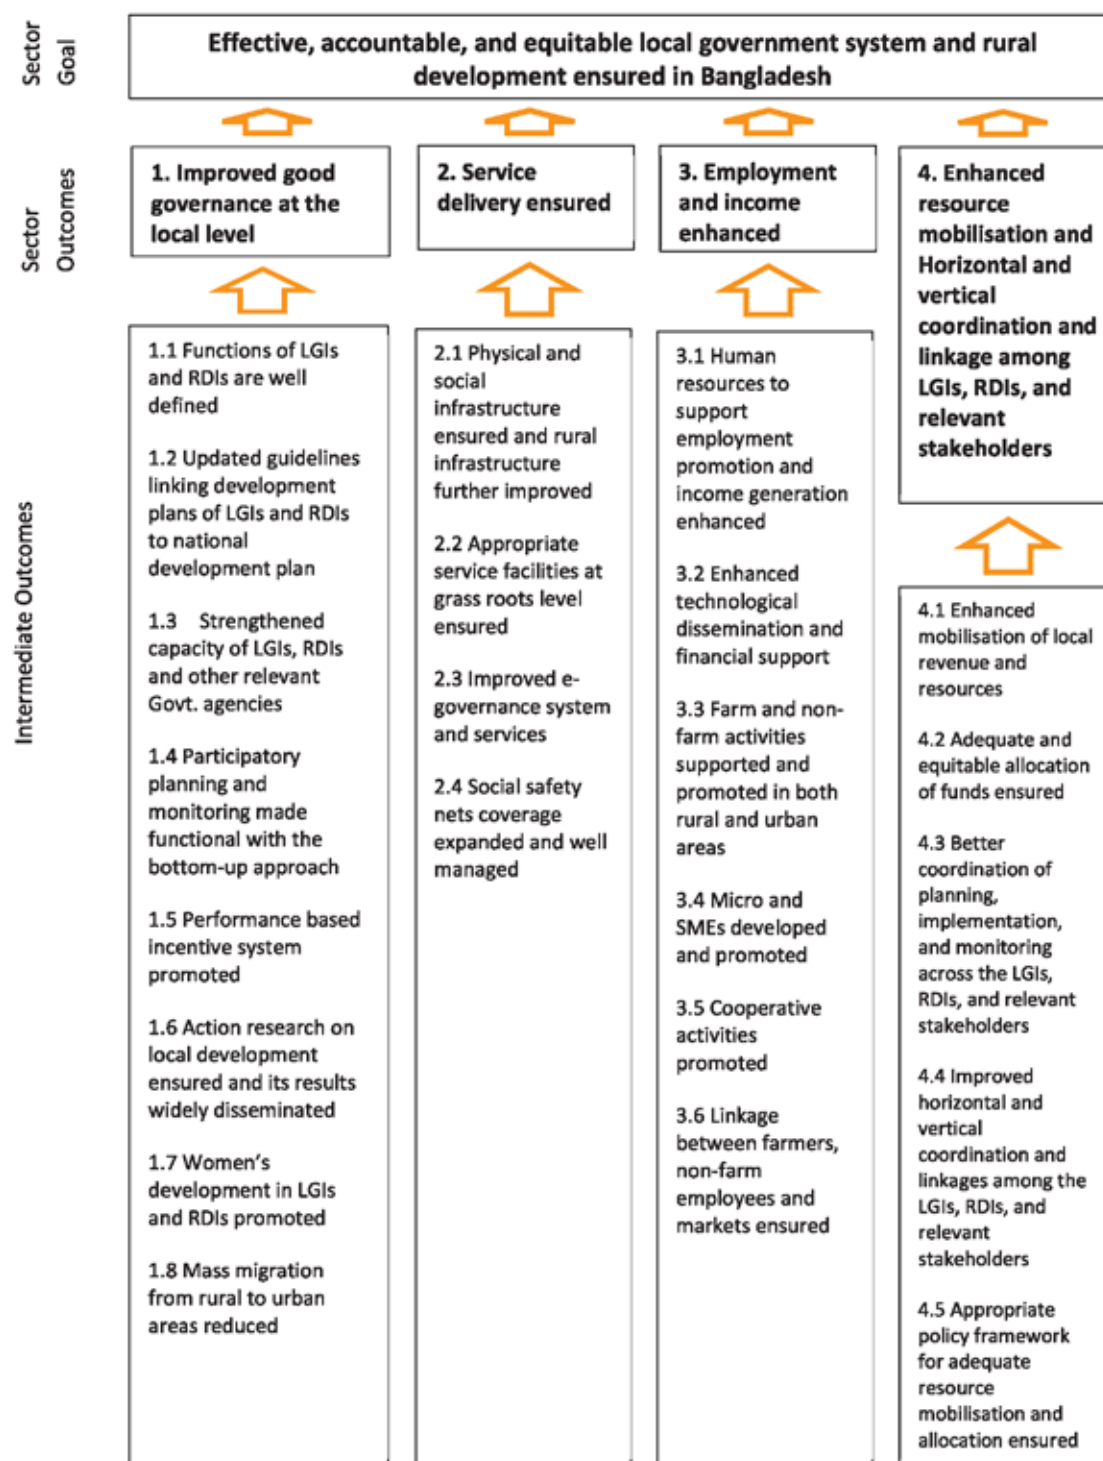 Sector
Goal
Effective, accountable, and equitable local government system and rural
development ensured in Bangladesh
Sector
Outcomes
1. Improved good
governance at the
local level
2. Service
delivery ensured
3. Employment
and income
enhanced
4. Enhanced
resource
mobilisation and
Horizontal and
vertical
coordination and
linkage among
LGIs, RDIs, and
relevant
stakeholders
Intermediate Outcomes
1.1 Functions of LGIs
and RDIs are well
defined
1.2 Updated guidelines
linking development
plans of LGIs and RDIs
to national
development plan
1.3 Strengthened
capacity of LGIs, RDIs
and other relevant
Govt. agencies
1.4 Participatory
planning and
monitoring made
functional with the
bottom-up approach
1.5 Performance based
incentive system
promoted
1.6 Action research on
local development
ensured and its results
widely disseminated
1.7 Women's
development in LGIs
and RDIs promoted
1.8 Mass migration
from rural to urban
areas reduced
2.1 Physical and
social
infrastructure
ensured and rural
infrastructure
further improved
2.2 Appropriate
service facilities at
grass roots level
ensured
2.3 Improved e-
governance system
and services
2.4 Social safety
nets coverage
expanded and well
managed
3.1 Human
resources to
support
employment
promotion and
income generation
enhanced
3.2 Enhanced
technological
dissemination and
financial support
3.3 Farm and non-
farm activities
supported and
promoted in both
rural and urban
areas
3.4 Micro and
SMEs developed
and promoted
3.5 Cooperative
activities
promoted
3.6 Linkage
between farmers,
non-farm
employees and
markets ensured
4.1 Enhanced
mobilisation of local
revenue and
resources
4.2 Adequate and
equitable allocation
of funds ensured
4.3 Better
coordination of
planning,
implementation,
and monitoring
across the LGIs,
RDIs, and relevant
stakeholders
4.4 Improved
horizontal and
vertical
coordination and
linkages among the
LGIs, RDIs, and
relevant
stakeholders
4.5 Appropriate
policy framework
for adequate
resource
mobilisation and
allocation ensured